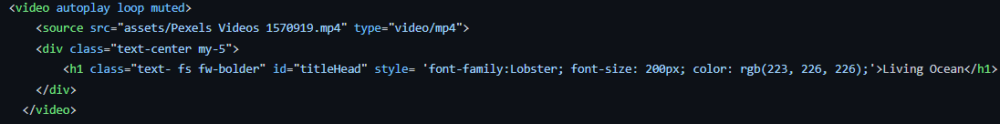 <video autoplay loop muted>
<source src="assets/Pexels Videos 1570919.mp4" type="video/mp4">
<div class="text-center my-5">
<h1 class="text- fs fw-bolder" id="titleHead" style= 'font-family:Lobster; font-size: 200px; color: rgb(223, 226, 226);'>Living Ocean</h1>
</div>
</video>